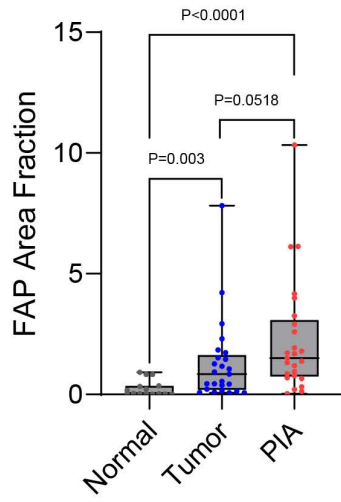 P<0.0001
15
P=0.0518
P=0.003
10
5
0
FAP Area Fraction
Normal
Tumor
PIA